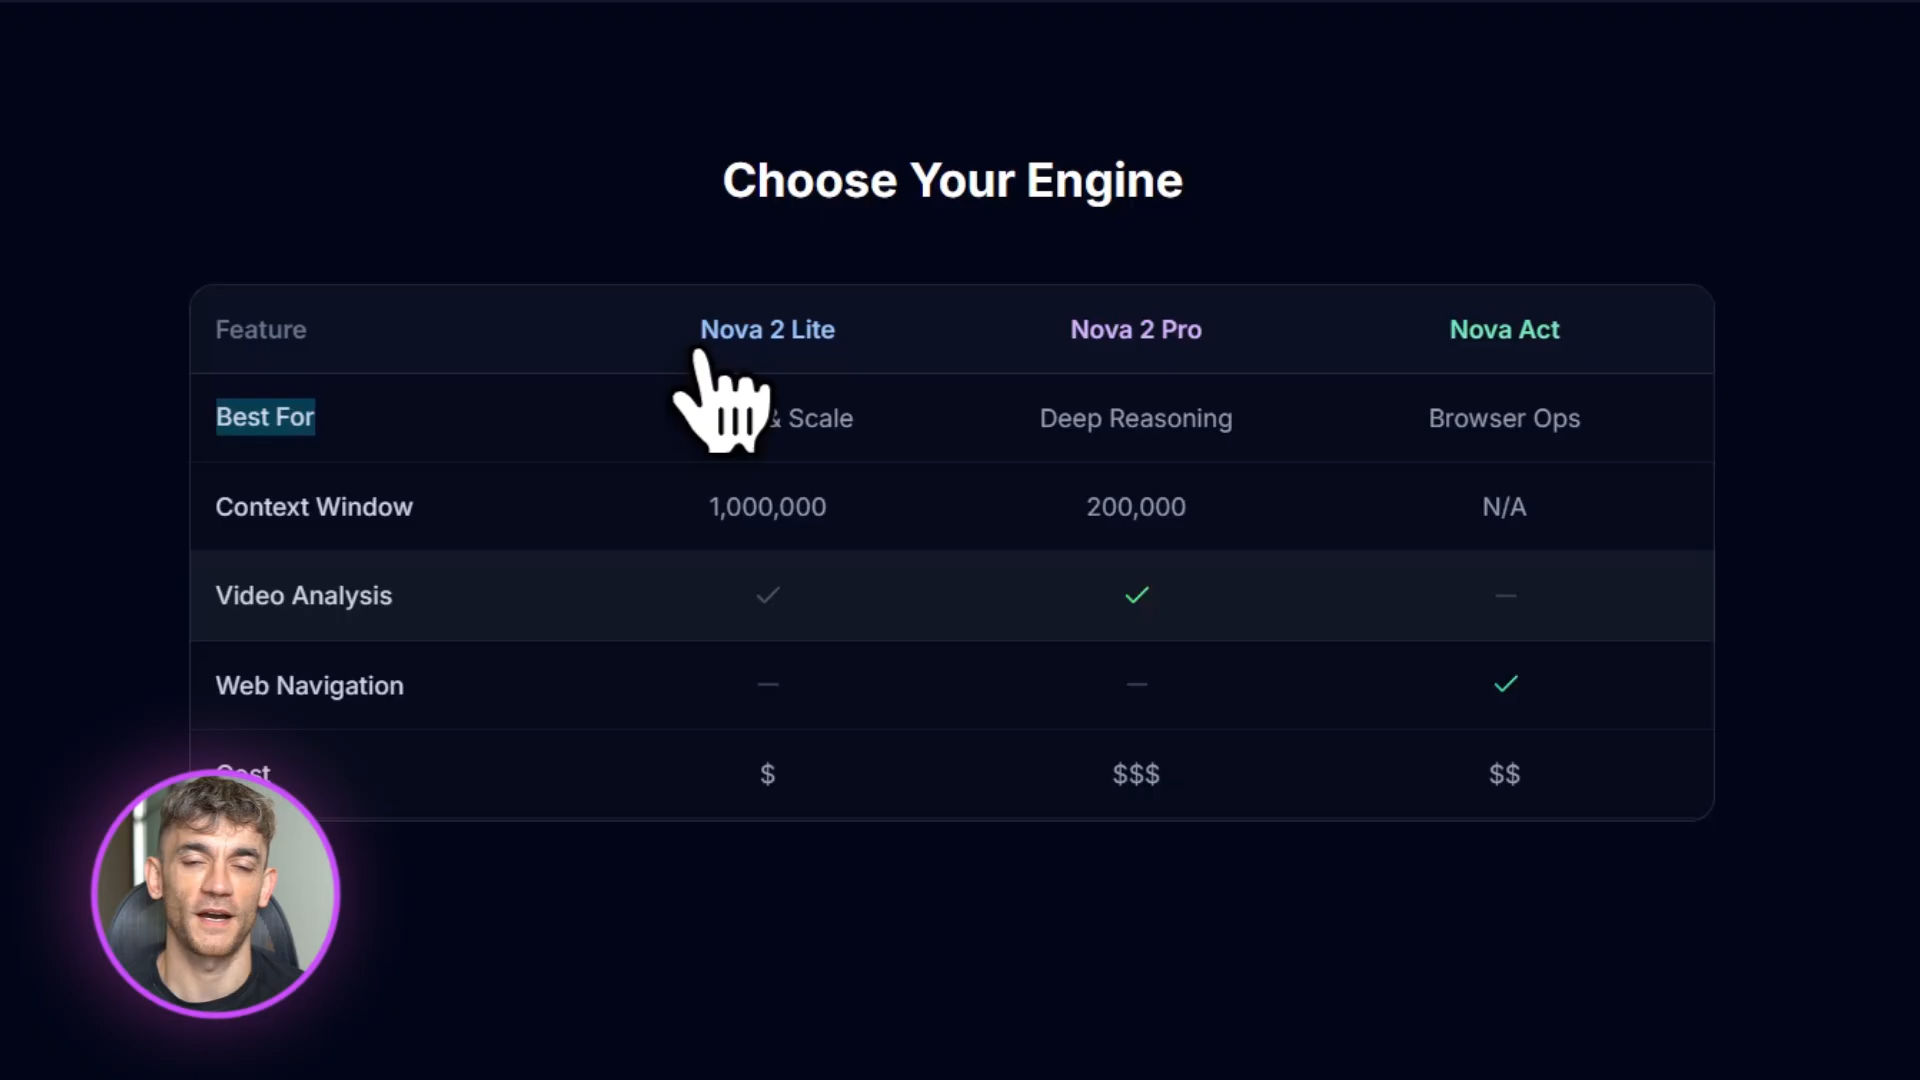 Choose Your Engine
Feature Nova 2 Lite Nova 2 Pro Nova Act
Best For & Scale Deep Reasoning Browser Ops
Context Window 1,000,000 200,000 N/A
Video Analysis ✓ ✓ —
Web Navigation — — ✓
Cost $ $$$ $$